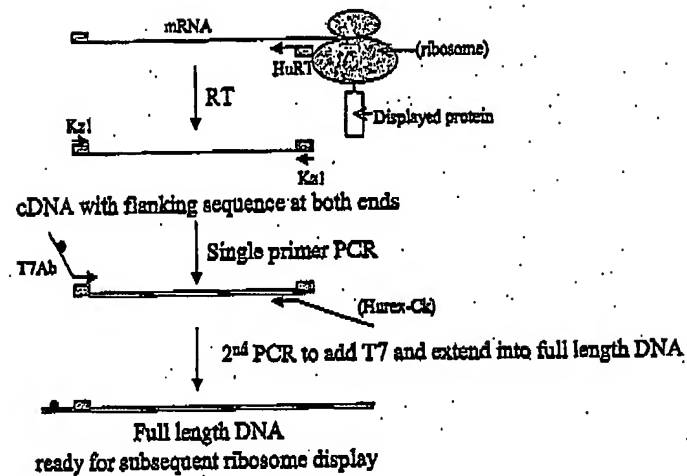 mRNA
(ribosome)
HuRT
RT
Displayed protein
Kz1
Kz1
cDNA with flanking sequence at both ends
Single primer PCR
T7Ab
(Hurex-Ck)
2nd PCR to add T7 and extend into full length DNA
Full length DNA
ready for subsequent ribosome display